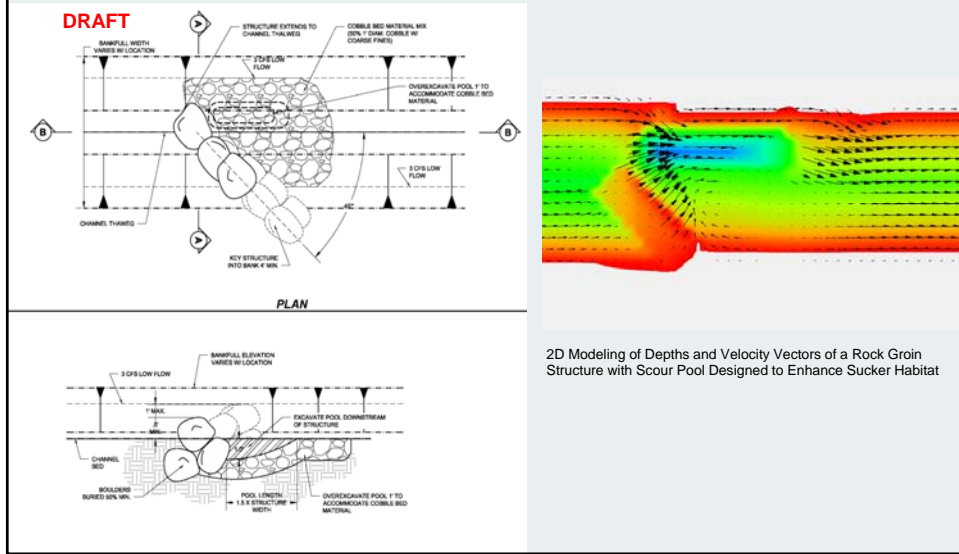 DRAFT
STRUCTURE EXTENDS TO
CHANNEL THALWEG
COBBLE BED MATERIAL MIX
(50% 1' DIAM. COBBLE W/
COARSE FINES)
BANKFULL WIDTH
VARIES W/ LOCATION
A
3 CFS LOW
FLOW
OVEREXCAVATE POOL 1' TO
ACCOMMODATE COBBLE BED
MATERIAL
B
B
3 CFS LOW
FLOW
CHANNEL THAWEG
A
KEY STRUCTURE
INTO BANK 4' MIN.
PLAN
BANKFULL ELEVATION
VARIES W/ LOCATION
3 CFS LOW FLOW
1' MAX.
MIN.
EXCAVATE POOL DOWNSTREAM
OF STRUCTURE
CHANNEL
BED
BOULDERS
BURIED 50% MIN.
POOL LENGTH
1.5 X STRUCTURE
WIDTH
OVEREXCAVATE POOL 1' TO
ACCOMMODATE COBBLE BED
MATERIAL
2D Modeling of Depths and Velocity Vectors of a Rock Groin
Structure with Scour Pool Designed to Enhance Sucker Habitat